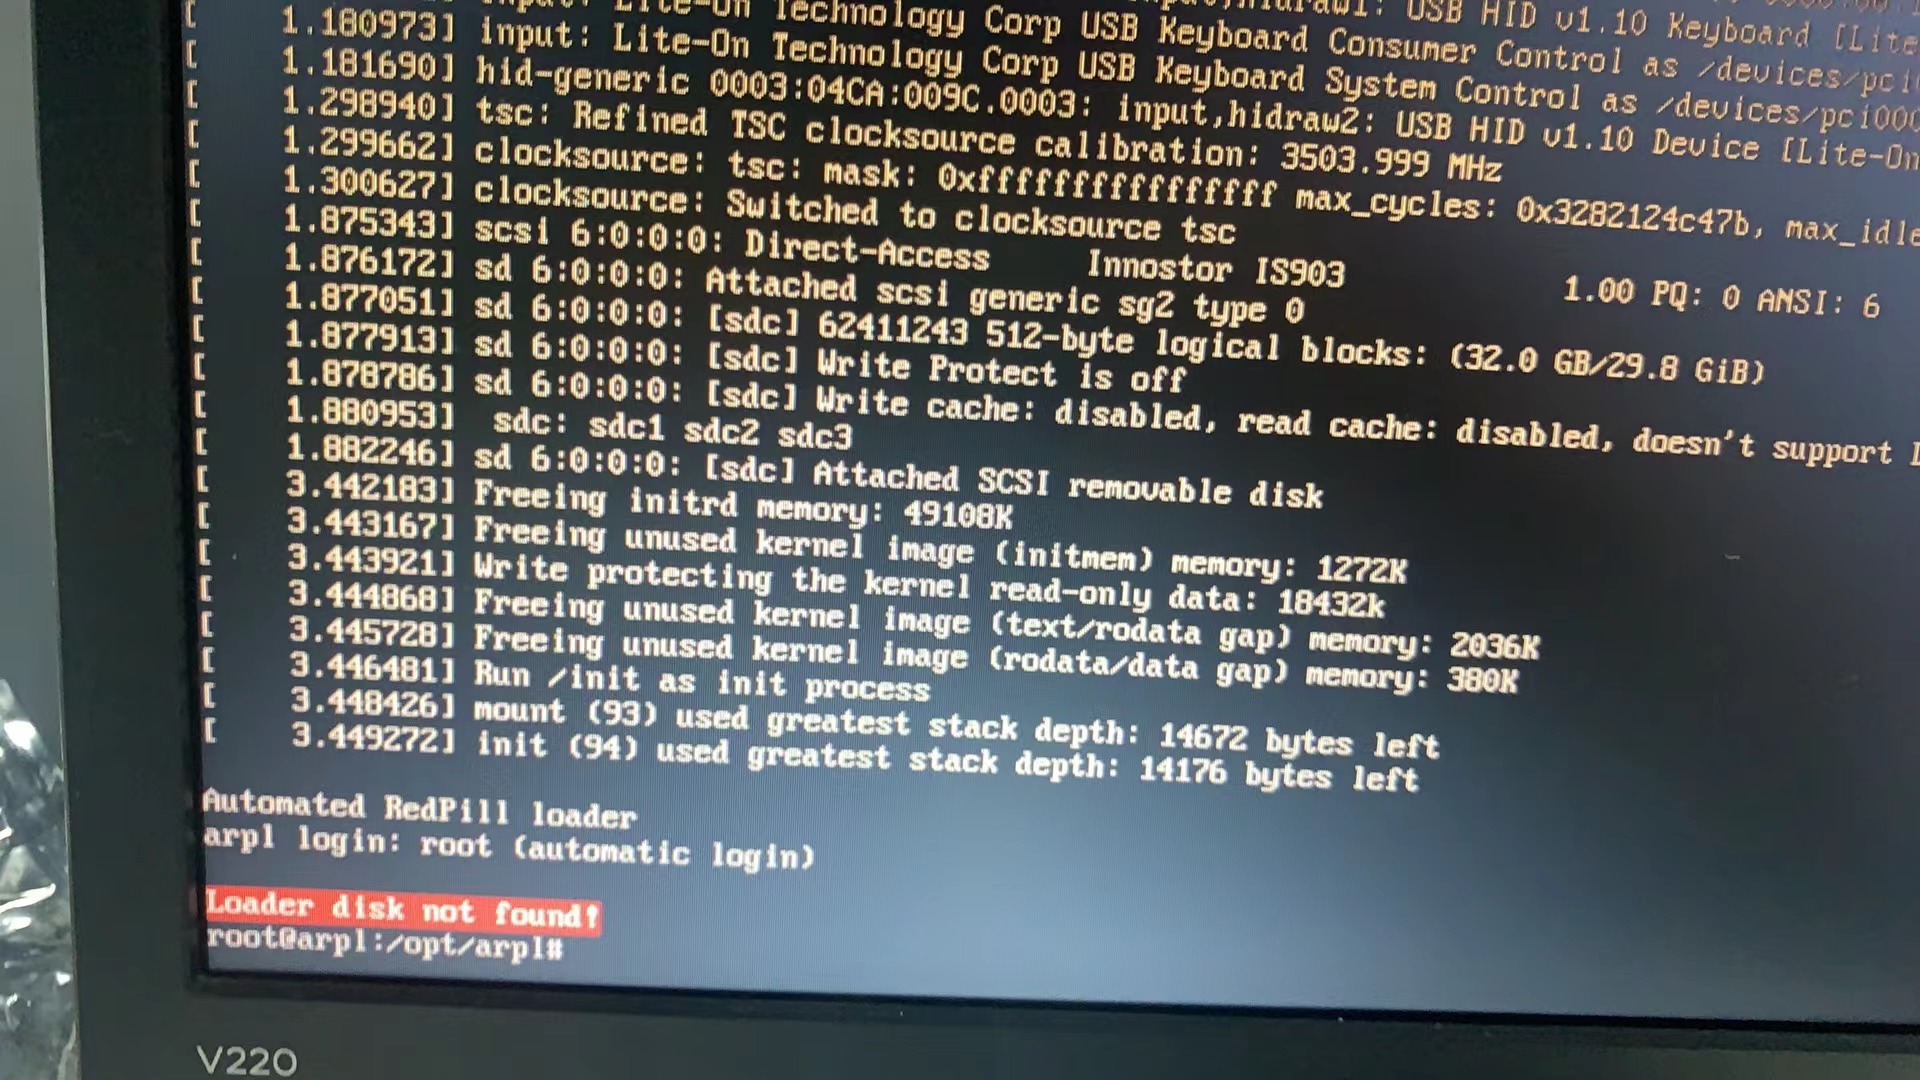 input: Lite-On Technology Corp USB Keyboard Consumer Control as /devices/pci
[ 1.180973] input: Lite-On Technology Corp USB Keyboard System Control as /devices/pci000
[ 1.181690] hid-generic 0003:04CA:009C.0003: input,hidraw2: USB HID v1.10 Device [Lite-On
[ 1.298940] tsc: Refined TSC clocksource calibration: 3503.999 MHz
[ 1.299662] clocksource: tsc: mask: 0xffffffffffffffff max_cycles: 0x3282124c47b, max_idle
[ 1.300627] clocksource: Switched to clocksource tsc
[ 1.875343] scsi 6:0:0:0: Direct-Access Innostor IS903 1.00 PQ: 0 ANSI: 6
[ 1.876172] sd 6:0:0:0: Attached scsi generic sg2 type 0
[ 1.877051] sd 6:0:0:0: [sdc] 62411243 512-byte logical blocks: (32.0 GB/29.8 GiB)
[ 1.877913] sd 6:0:0:0: [sdc] Write Protect is off
[ 1.878786] sd 6:0:0:0: [sdc] Write cache: disabled, read cache: disabled, doesn't support
[ 1.880953] sdc: sdc1 sdc2 sdc3
[ 1.882246] sd 6:0:0:0: [sdc] Attached SCSI removable disk
[ 3.442183] Freeing initrd memory: 49108K
[ 3.443167] Freeing unused kernel image (initmem) memory: 1272K
[ 3.443921] Write protecting the kernel read-only data: 18432k
[ 3.444868] Freeing unused kernel image (text/rodata gap) memory: 2036K
[ 3.445728] Freeing unused kernel image (rodata/data gap) memory: 380K
[ 3.446481] Run /init as init process
[ 3.448426] mount (93) used greatest stack depth: 14672 bytes left
[ 3.449272] init (94) used greatest stack depth: 14176 bytes left
Automated RedPill loader
arpl login: root (automatic login)
Loader disk not found!
root@arpl:/opt/arpl#
V220